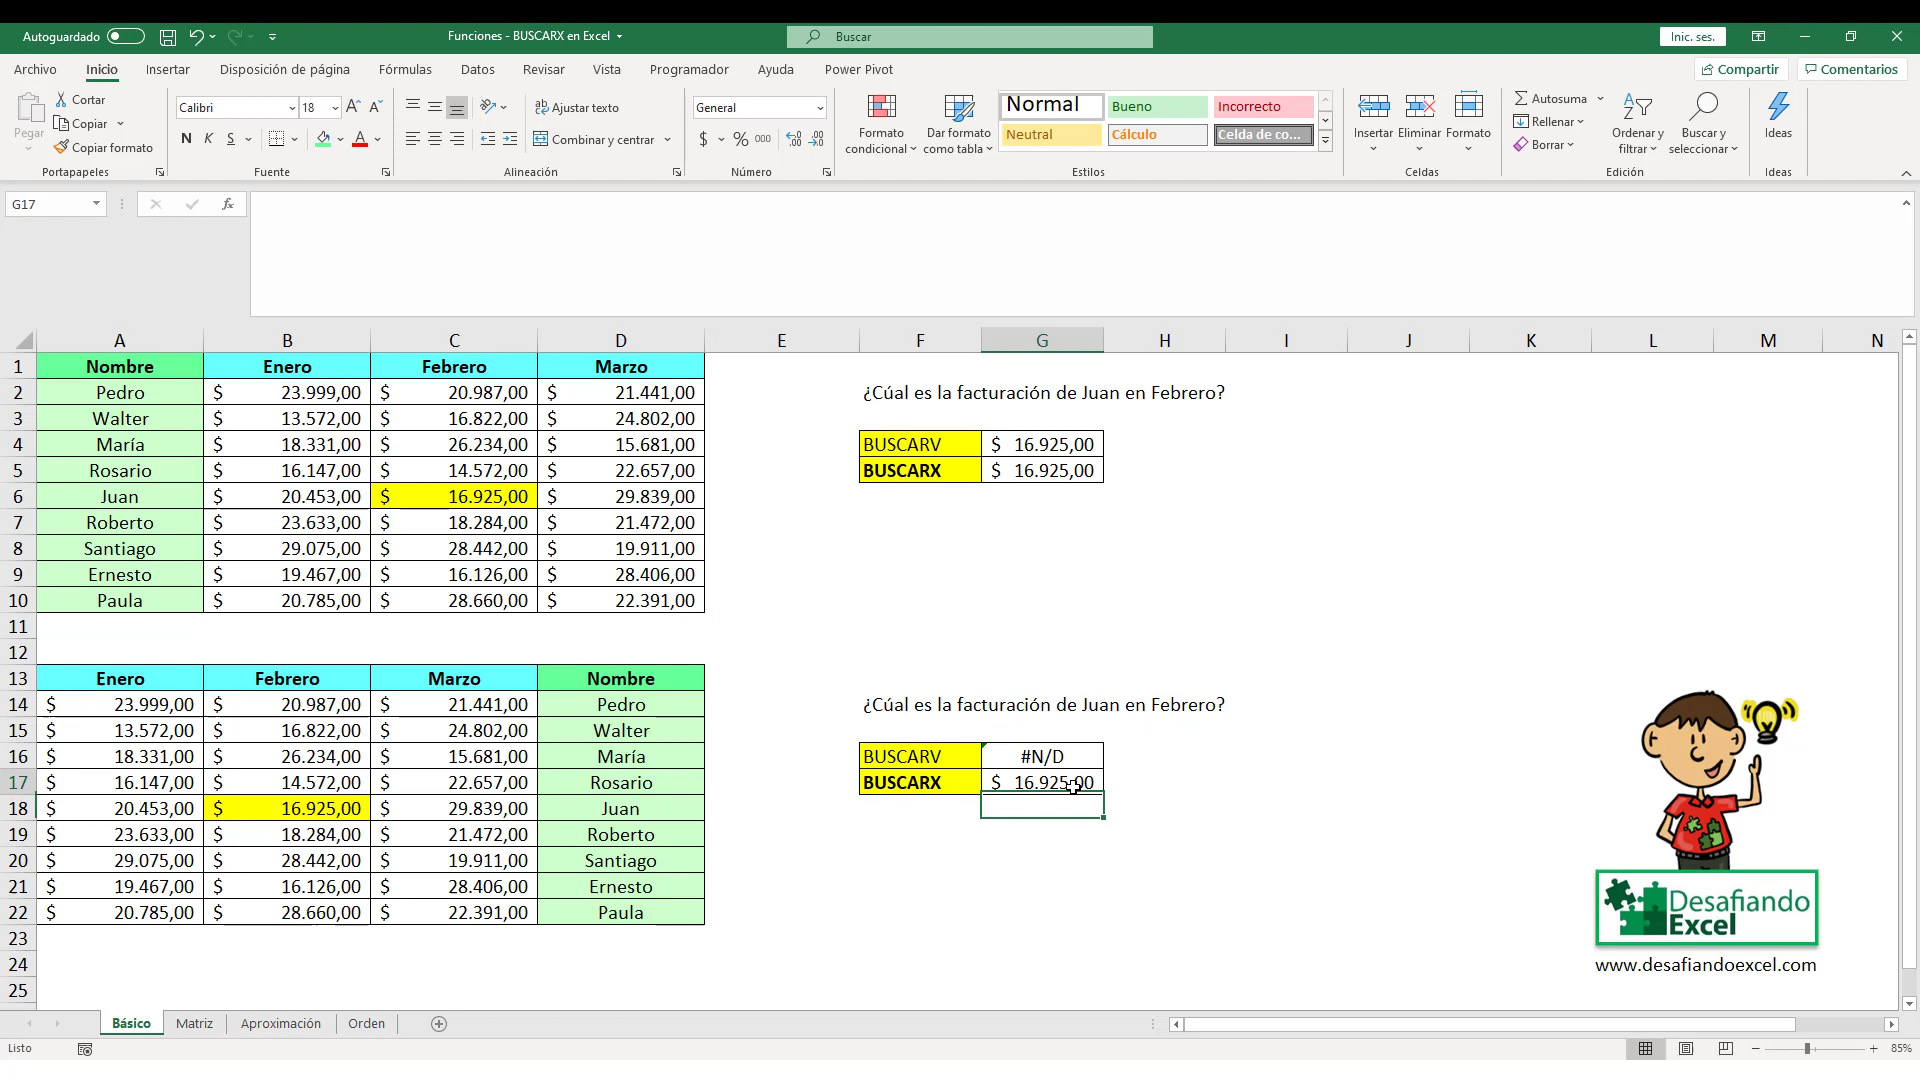 Autoguardado
Funciones - BUSCARX en Excel
Buscar
Inic. ses.
Archivo Inicio Insertar Disposición de página Fórmulas Datos Revisar Vista Programador Ayuda Power Pivot
Compartir Comentarios
Pegar
Cortar
Copiar
Copiar formato
Portapapeles
Calibri 18
N K S
Fuente
Ajustar texto
Combinar y centrar
Alineación
General
$ % 000
Número
Formato condicional
Dar formato como tabla
Normal Bueno Incorrecto
Neutral Cálculo Celda de co...
Estilos
Insertar Eliminar Formato
Celdas
Autosuma
Rellenar
Borrar
Ordenar y filtrar
Buscar y seleccionar
Edición
Ideas
Ideas
G17
fx
A B C D E F G H I J K L M N
1 Nombre Enero Febrero Marzo
2 Pedro $ 23.999,00 $ 20.987,00 $ 21.441,00 ¿Cúal es la facturación de Juan en Febrero?
3 Walter $ 13.572,00 $ 16.822,00 $ 24.802,00
4 María $ 18.331,00 $ 26.234,00 $ 15.681,00 BUSCARV $ 16.925,00
5 Rosario $ 16.147,00 $ 14.572,00 $ 22.657,00 BUSCARX $ 16.925,00
6 Juan $ 20.453,00 $ 16.925,00 $ 29.839,00
7 Roberto $ 23.633,00 $ 18.284,00 $ 21.472,00
8 Santiago $ 29.075,00 $ 28.442,00 $ 19.911,00
9 Ernesto $ 19.467,00 $ 16.126,00 $ 28.406,00
10 Paula $ 20.785,00 $ 28.660,00 $ 22.391,00
11
12
13 Enero Febrero Marzo Nombre
14 $ 23.999,00 $ 20.987,00 $ 21.441,00 Pedro ¿Cúal es la facturación de Juan en Febrero?
15 $ 13.572,00 $ 16.822,00 $ 24.802,00 Walter
16 $ 18.331,00 $ 26.234,00 $ 15.681,00 María BUSCARV #N/D
17 $ 16.147,00 $ 14.572,00 $ 22.657,00 Rosario BUSCARX $ 16.925,00
18 $ 20.453,00 $ 16.925,00 $ 29.839,00 Juan
19 $ 23.633,00 $ 18.284,00 $ 21.472,00 Roberto
20 $ 29.075,00 $ 28.442,00 $ 19.911,00 Santiago
21 $ 19.467,00 $ 16.126,00 $ 28.406,00 Ernesto
22 $ 20.785,00 $ 28.660,00 $ 22.391,00 Paula
23
24
25
Desafiando
Excel
www.desafiandoexcel.com
Básico Matriz Aproximación Orden
Listo
85%